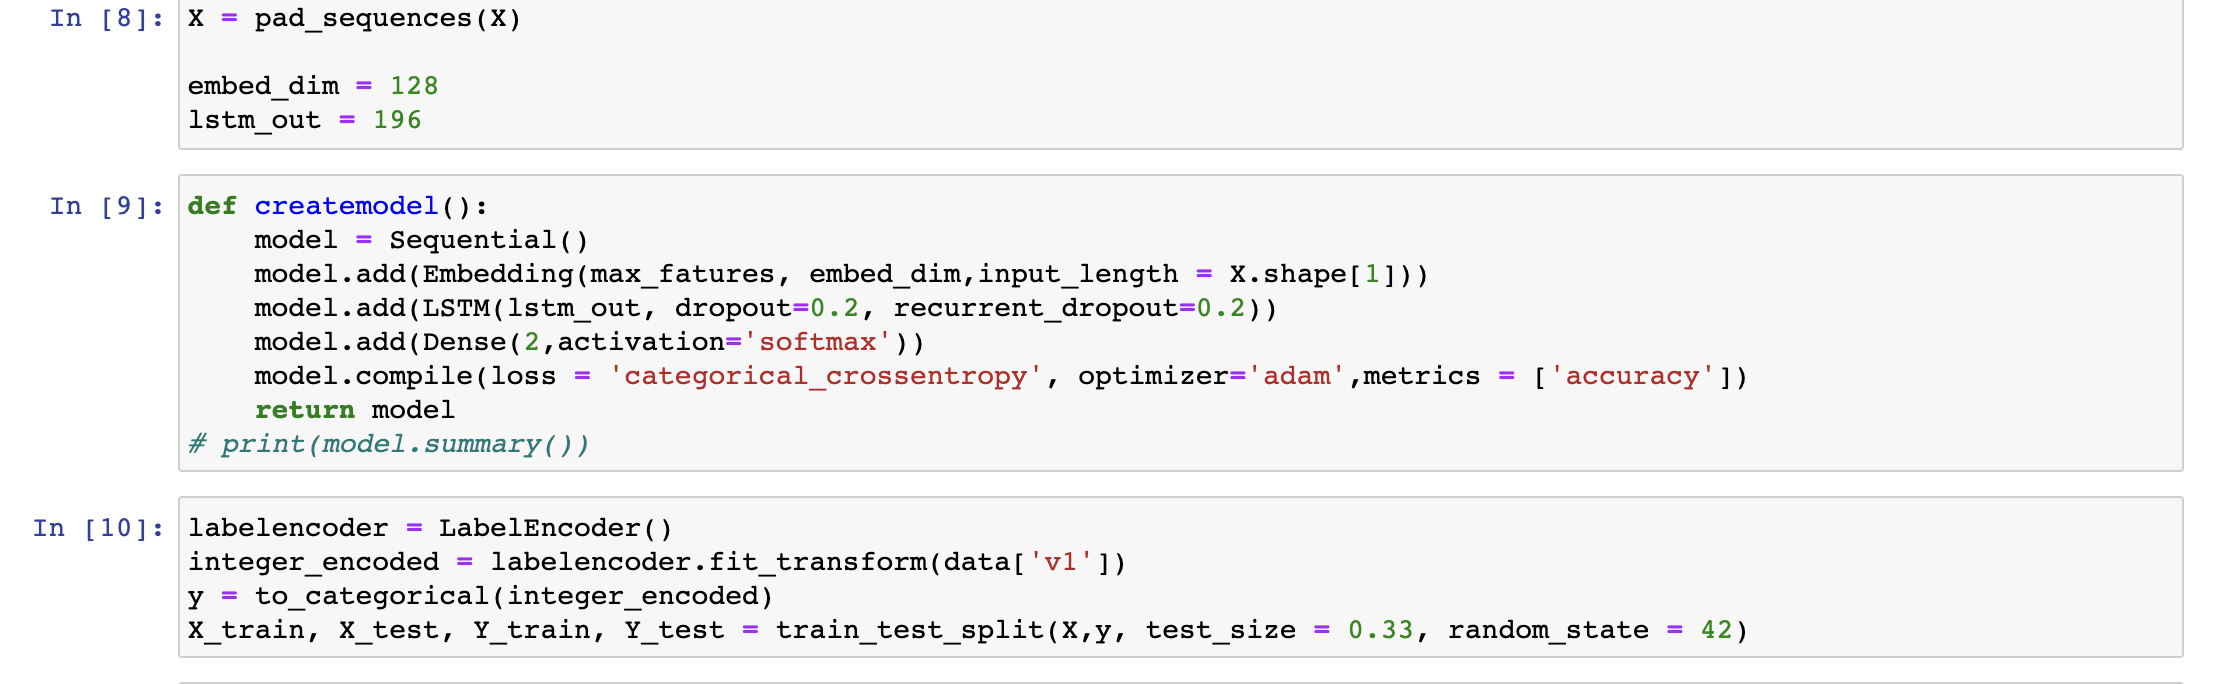 In [8]: X = pad_sequences(X)
embed_dim = 128
lstm_out = 196
In [9]: def createmodel():
    model = Sequential()
    model.add(Embedding(max_fatures, embed_dim,input_length = X.shape[1]))
    model.add(LSTM(lstm_out, dropout=0.2, recurrent_dropout=0.2))
    model.add(Dense(2,activation='softmax'))
    model.compile(loss = 'categorical_crossentropy', optimizer='adam',metrics = ['accuracy'])
    return model
# print(model.summary())
In [10]: labelencoder = LabelEncoder()
integer_encoded = labelencoder.fit_transform(data['v1'])
y = to_categorical(integer_encoded)
X_train, X_test, Y_train, Y_test = train_test_split(X,y, test_size = 0.33, random_state = 42)